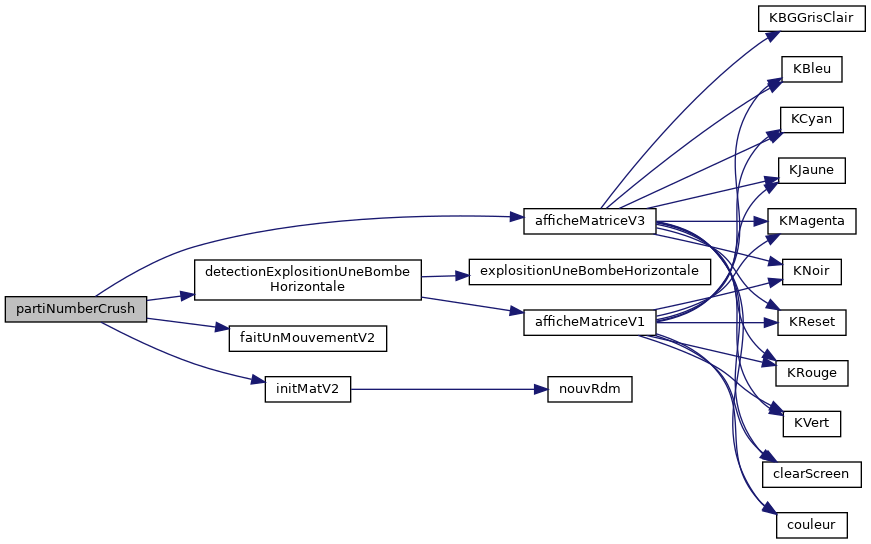 partiNumberCrush
afficheMatriceV3
detectionExplositionUneBombe
Horizontale
explositionUneBombeHorizontale
afficheMatriceV1
faitUnMouvementV2
initMatV2
nouvRdm
KBGGrisClair
KBleu
KCyan
KJaune
KMagenta
KNoir
KReset
KRouge
KVert
clearScreen
couleur